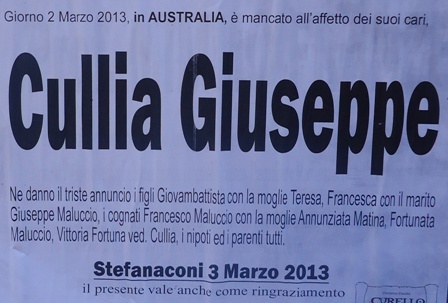 Giorno 2 Marzo 2013, in AUSTRALIA, è mancato all'affetto dei suoi cari,
Cullia Giuseppe
Ne danno il triste annuncio i figli Giovambattista con la moglie Teresa, Francesca con il marito
Giuseppe Maluccio, i cognati Francesco Maluccio con la moglie Annunziata Matina, Fortunata
Maluccio, Vittoria Fortuna ved. Cullia, i nipoti ed i parenti tutti.
Stefanaconi 3 Marzo 2013
il presente vale anche come ringraziamento